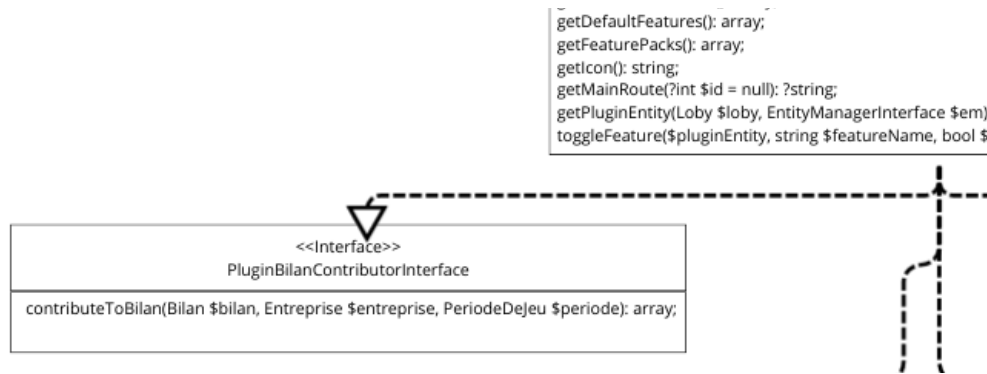 getDefaultFeatures(): array;
getFeaturePacks(): array;
getIcon(): string;
getMainRoute(?int $id = null): ?string;
getPluginEntity(Loby $loby, EntityManagerInterface $em)
toggleFeature($pluginEntity, string $featureName, bool $
<<Interface>>
PluginBilanContributorInterface
contributeToBilan(Bilan $bilan, Entreprise $entreprise, PeriodeDeJeu $periode): array;